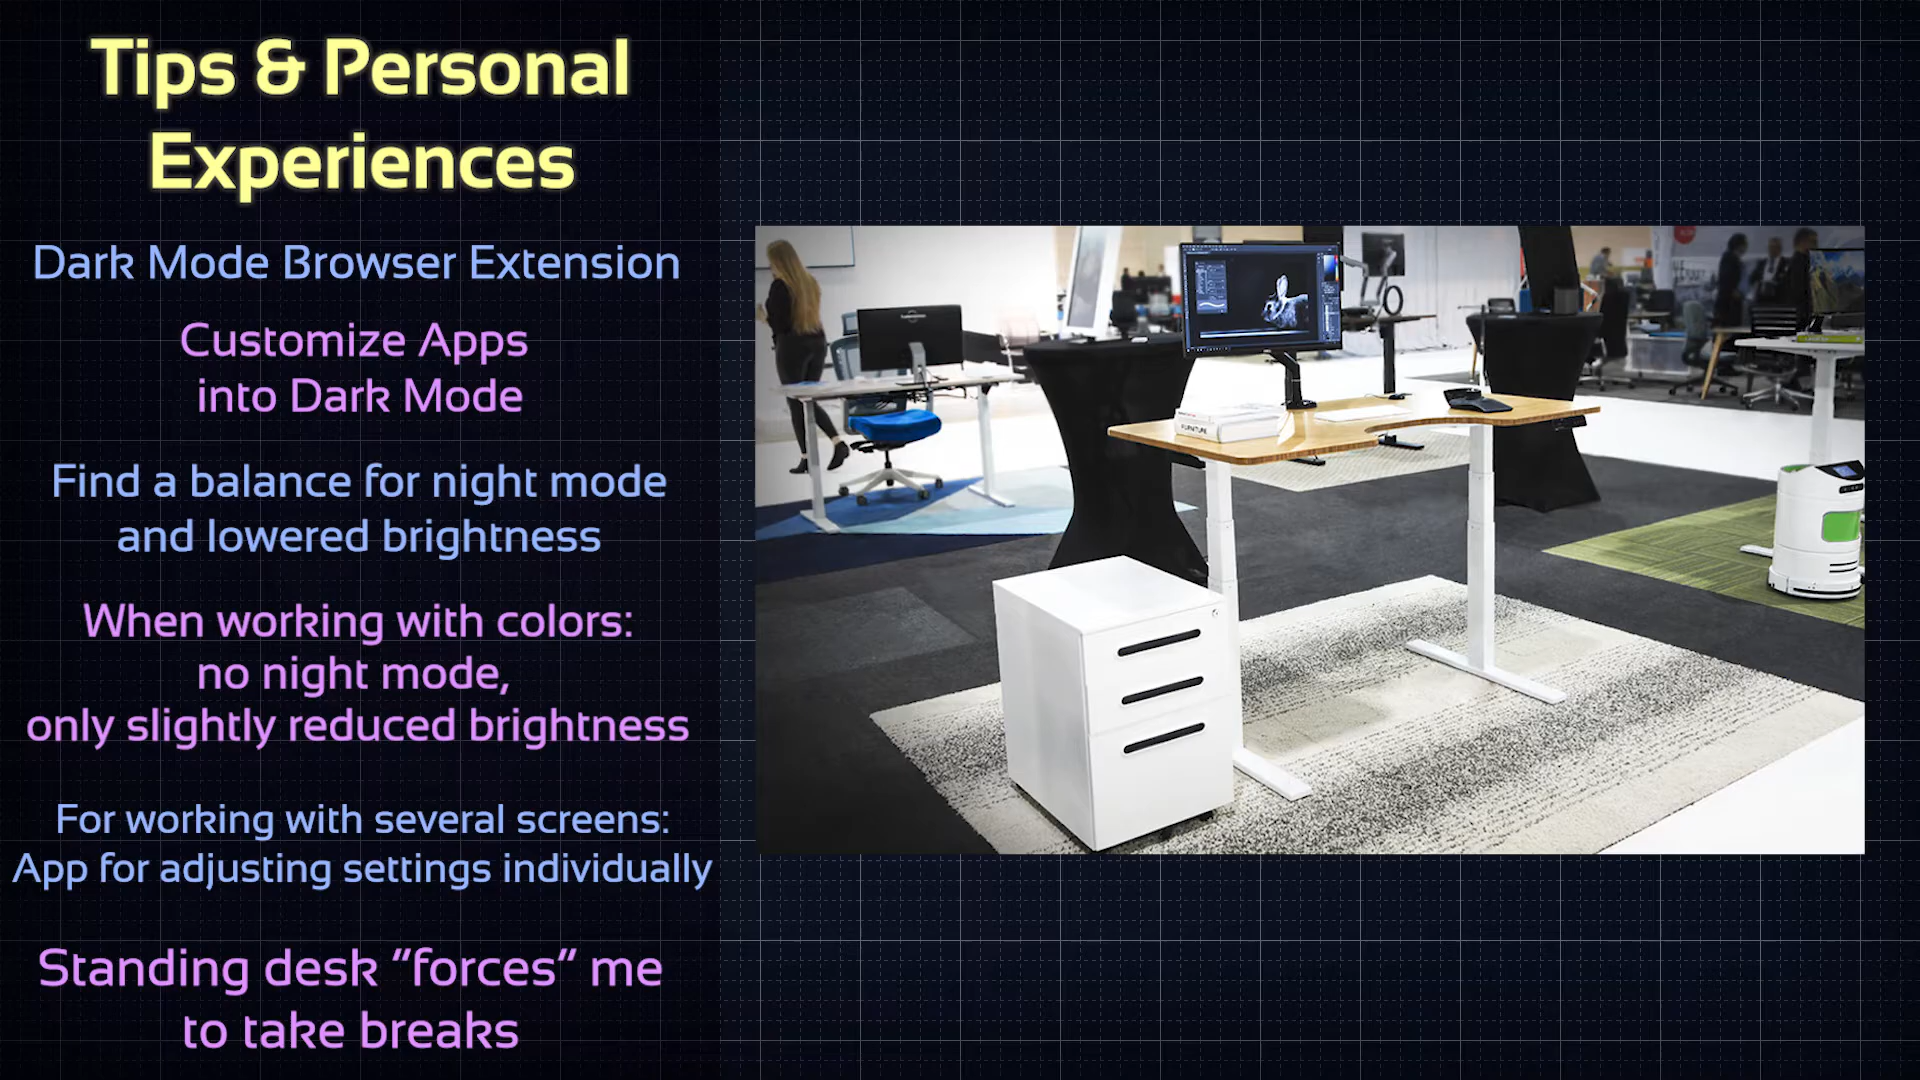 Tips & Personal
Experiences
Dark Mode Browser Extension
Customize Apps
into Dark Mode
Find a balance for night mode
and lowered brightness
When working with colors:
no night mode,
only slightly reduced brightness
For working with several screens:
App for adjusting settings individually
Standing desk "forces" me
to take breaks
FURNITURE